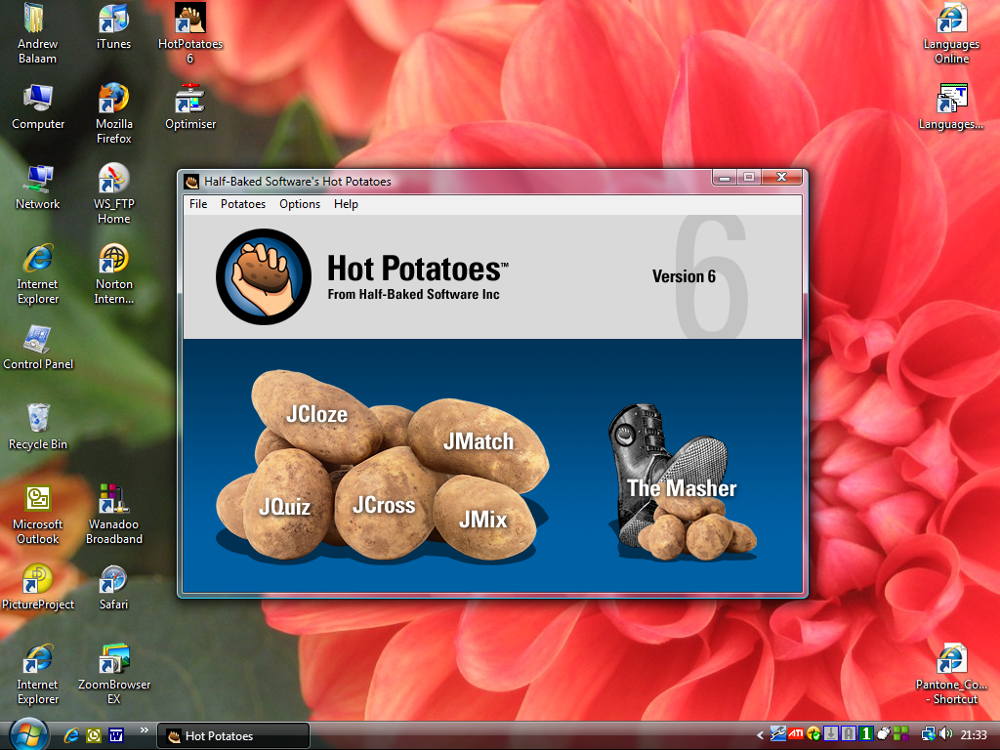 Andrew
Balaam
iTunes
HotPotatoes
6
Languages
Online
Computer
Mozilla
Firefox
Optimiser
Languages...
Network
WS_FTP
Home
Internet
Explorer
Norton
Intern...
Control Panel
Recycle Bin
Microsoft
Outlook
Wanadoo
Broadband
PictureProject
Safari
Internet
Explorer
ZoomBrowser
EX
Pantone_Co...
- Shortcut
Half-Baked Software's Hot Potatoes
File Potatoes Options Help
Hot Potatoes™
From Half-Baked Software Inc
Version 6
6
JCloze
JMatch
JQuiz
JCross
JMix
The Masher
Hot Potatoes
ATI
1
21:33